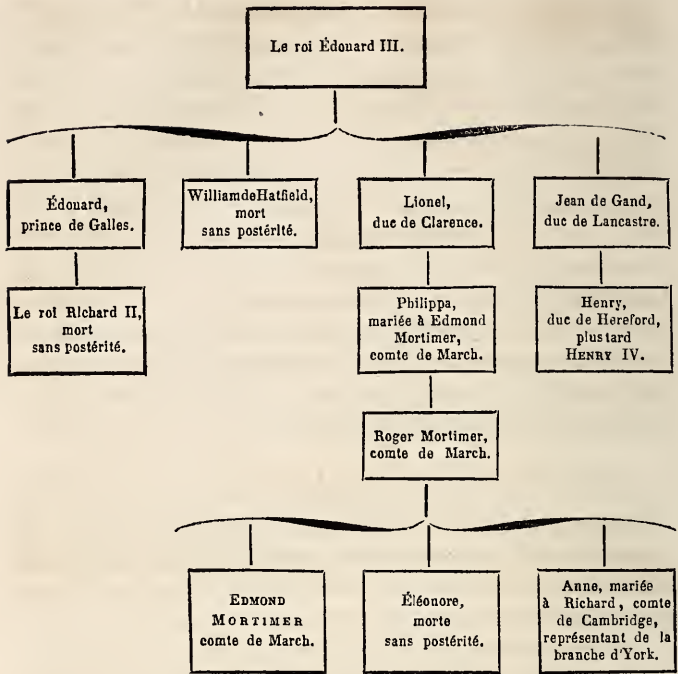 Le roi Édouard III.
Édouard,
prince de Galles.
William de Hatfield,
mort
sans postérité.
Lionel,
duc de Clarence.
Jean de Gand,
duc de Lancastre.
Le roi Richard II,
mort
sans postérité.
Philippa,
mariée à Edmond
Mortimer,
comte de March.
Henry,
duc de Hereford,
plus tard
HENRY IV.
Roger Mortimer,
comte de March.
EDMOND
MORTIMER
comte de March.
Éléonore,
morte
sans postérité.
Anne, mariée
à Richard, comte
de Cambridge,
représentant de la
branche d'York.